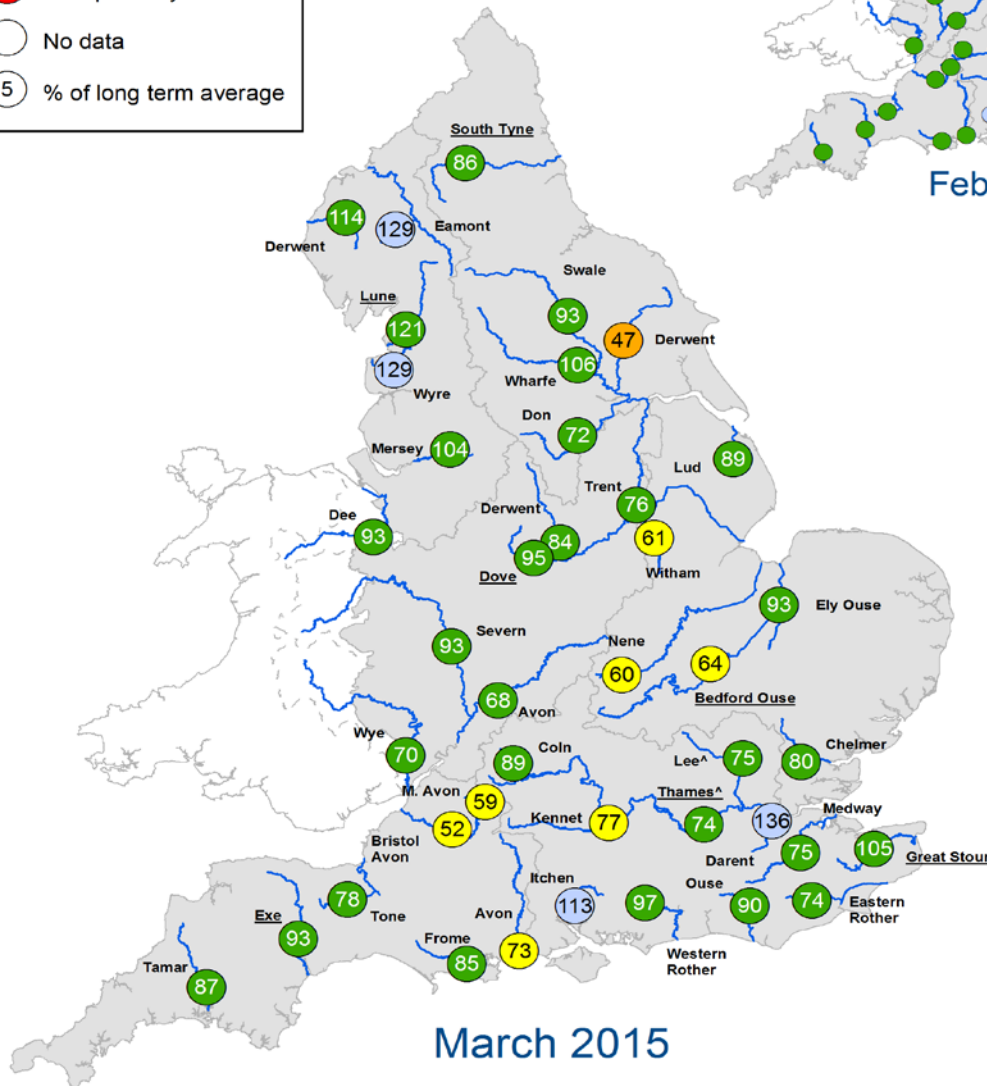 No data
5 % of long term average
South Tyne
86
114
129
Eamont
Derwent
Swale
Lune
93
121
47
Derwent
106
129
Wharfe
Wyre
Don
72
Mersey
104
Lud
89
Trent
76
Derwent
Dee
93
84
61
95
Dove
Witham
93
Ely Ouse
Severn
93
Nene
64
60
Bedford Ouse
68
Avon
Wye
70
Coln
89
Lee^
75
80
Chelmer
M. Avon
59
Thames^
Medway
52
Kennet
77
74
136
Bristol
Avon
Darent
75
105
Great Stour
Itchen
Ouse
78
Tone
113
97
90
74
Eastern
Rother
Exe
93
Avon
Frome
85
73
Western
Rother
Tamar
87
March 2015
Feb